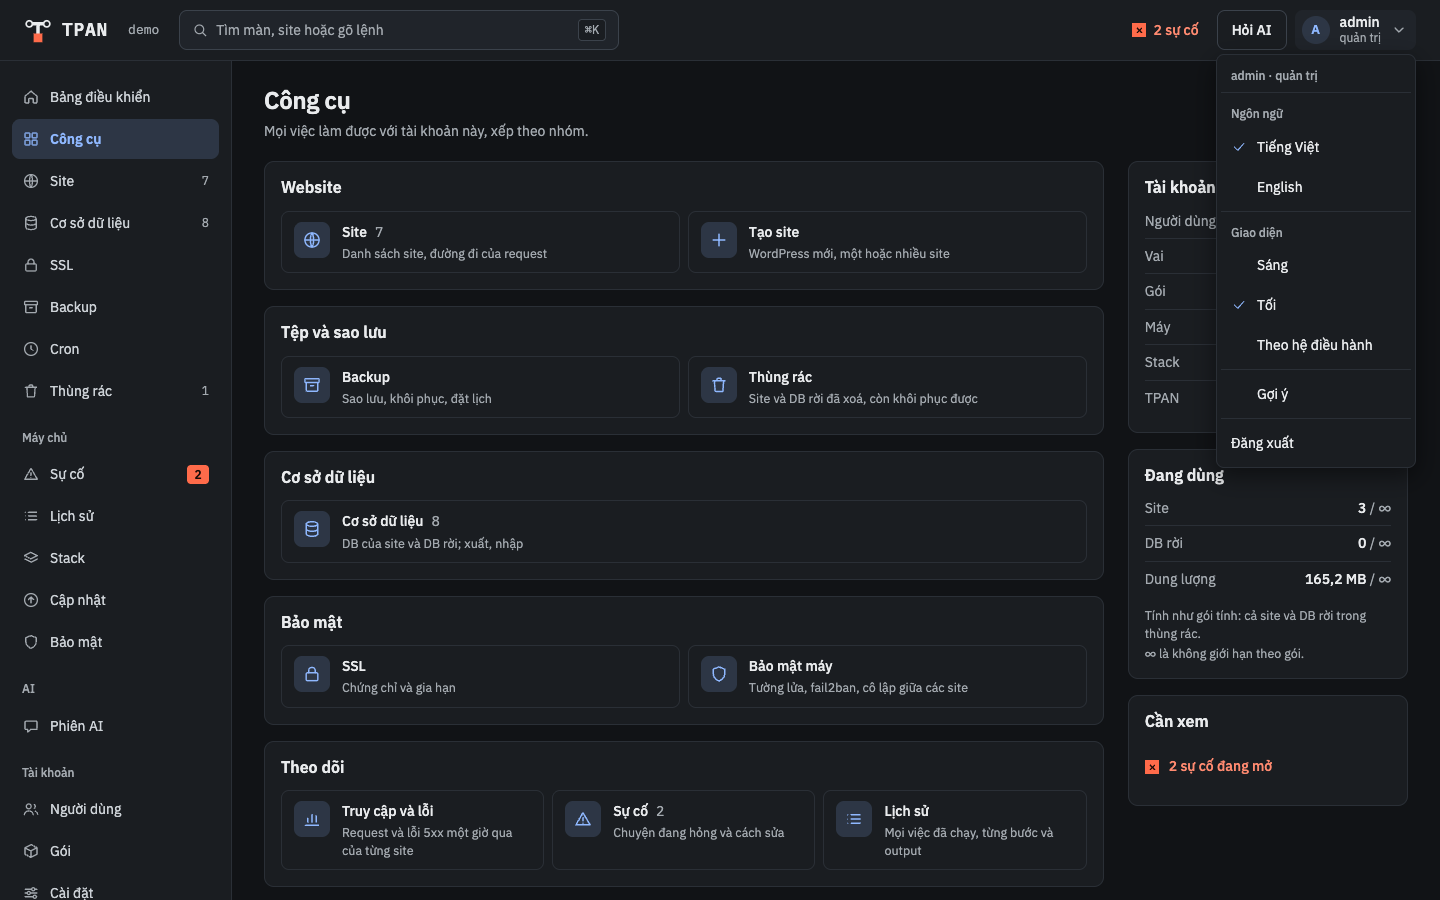 TPAN
demo
Tìm màn, site hoặc gõ lệnh
⌘K
2 sự cố
Hỏi AI
A
admin
quản trị
Bảng điều khiển
Công cụ
Site 7
Cơ sở dữ liệu 8
SSL
Backup
Cron
Thùng rác 1
Máy chủ
Sự cố 2
Lịch sử
Stack
Cập nhật
Bảo mật
AI
Phiên AI
Tài khoản
Người dùng
Gói
Cài đặt
Công cụ
Mọi việc làm được với tài khoản này, xếp theo nhóm.
Website
Site 7
Danh sách site, đường đi của request
Tạo site
WordPress mới, một hoặc nhiều site
Tệp và sao lưu
Backup
Sao lưu, khôi phục, đặt lịch
Thùng rác
Site và DB rời đã xoá, còn khôi phục được
Cơ sở dữ liệu
Cơ sở dữ liệu 8
DB của site và DB rời; xuất, nhập
Bảo mật
SSL
Chứng chỉ và gia hạn
Bảo mật máy
Tường lửa, fail2ban, cô lập giữa các site
Theo dõi
Truy cập và lỗi
Request và lỗi 5xx một giờ qua
của từng site
Sự cố 2
Chuyện đang hỏng và cách sửa
Lịch sử
Mọi việc đã chạy, từng bước và
output
Tài khoản
Người dùng
Vai
Gói
Máy
Stack
TPAN
admin · quản trị
Ngôn ngữ
Tiếng Việt
English
Giao diện
Sáng
Tối
Theo hệ điều hành
Gợi ý
Đăng xuất
Đang dùng
Site 3 / ∞
DB rời 0 / ∞
Dung lượng 165,2 MB / ∞
Tính như gói tính: cả site và DB rời trong
thùng rác.
∞ là không giới hạn theo gói.
Cần xem
2 sự cố đang mở